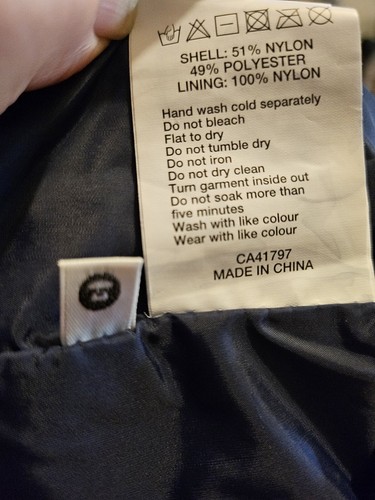 SHELL: 51% NYLON
49% POLYESTER
LINING: 100% NYLON
Hand wash cold separately
Do not bleach
Flat to dry
Do not tumble dry
Do not iron
Do not dry clean
Turn garment inside out
Do not soak more than
five minutes
Wash with like colour
Wear with like colour
CA41797
MADE IN CHINA